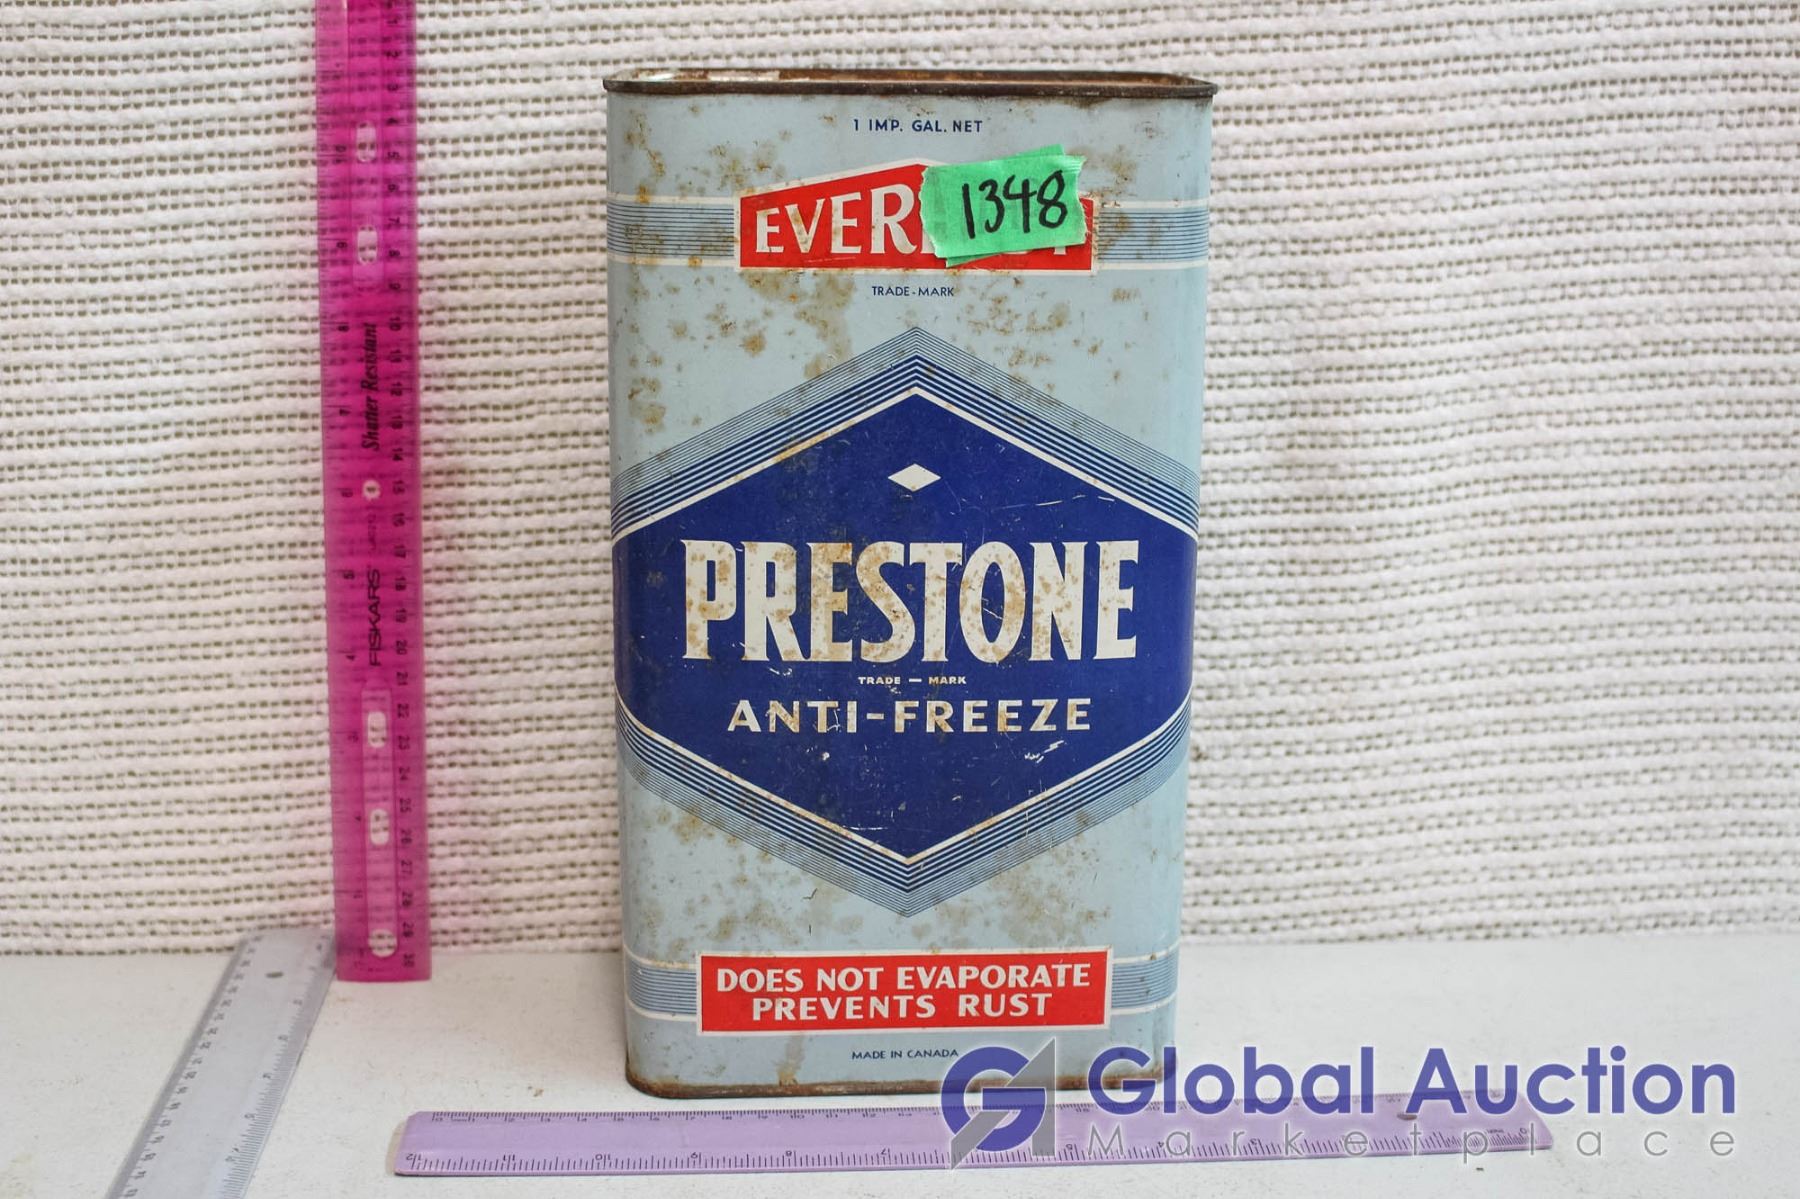 1 IMP. GAL. NET
EVER
1348
TRADE-MARK
PRESTONE
TRADE — MARK
ANTI-FREEZE
DOES NOT EVAPORATE
PREVENTS RUST
MADE IN CANADA
Shatter Resistant
FISKARS
Global Auction
Marketplace